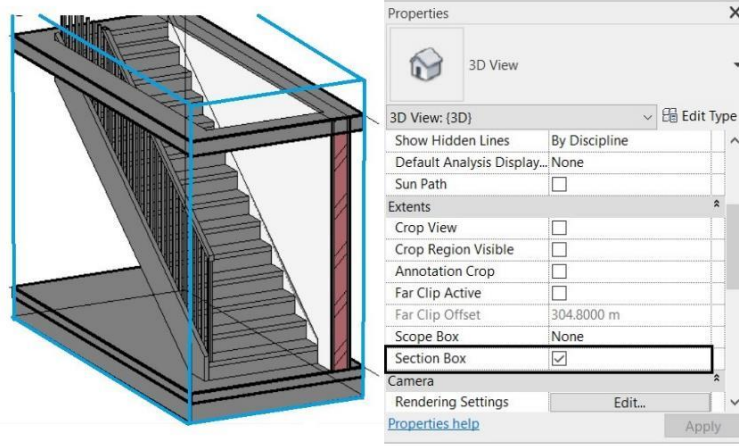 Properties
3D View
3D View: {3D}
Edit Type
Show Hidden Lines By Discipline
Default Analysis Display... None
Sun Path
Extents
Crop View
Crop Region Visible
Annotation Crop
Far Clip Active
Far Clip Offset 304.8000 m
Scope Box None
Section Box
Camera
Rendering Settings Edit...
Properties help Apply